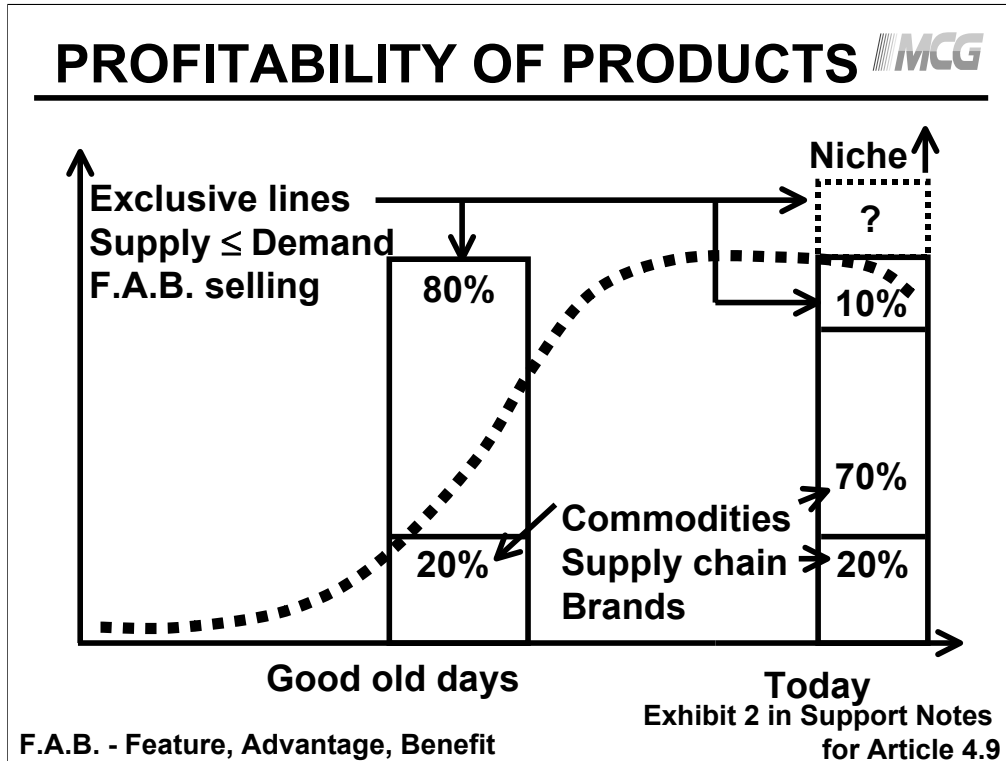 PROFITABILITY OF PRODUCTS MCG
Niche
Exclusive lines
Supply ≤ Demand
F.A.B. selling
?
80%
10%
70%
Commodities
Supply chain
Brands
20%
20%
Good old days
Today
Exhibit 2 in Support Notes
for Article 4.9
F.A.B. - Feature, Advantage, Benefit